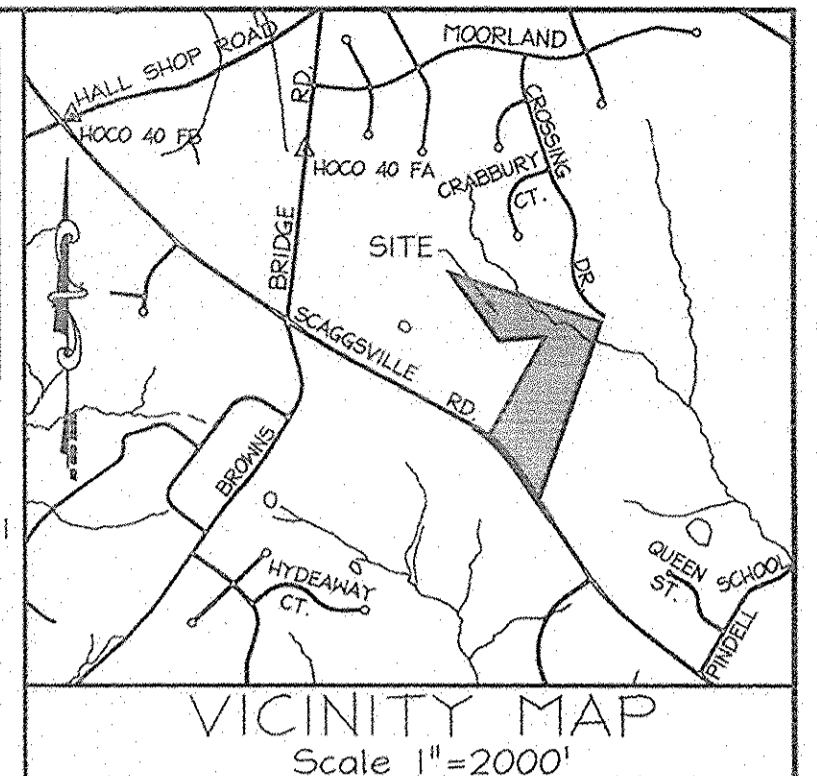 MOORLAND
HALL SHOP ROAD
RD.
HOCO 40 FB
HOCO 40 FA
CROSSING
CRABBURY
CT.
BRIDGE
SITE
DR.
SCAGGSVILLE
RD.
BROWNS
QUEEN
ST.
SCHOOL
HYDEAWAY
CT.
PINDELL
VICINITY MAP
Scale 1"=2000'